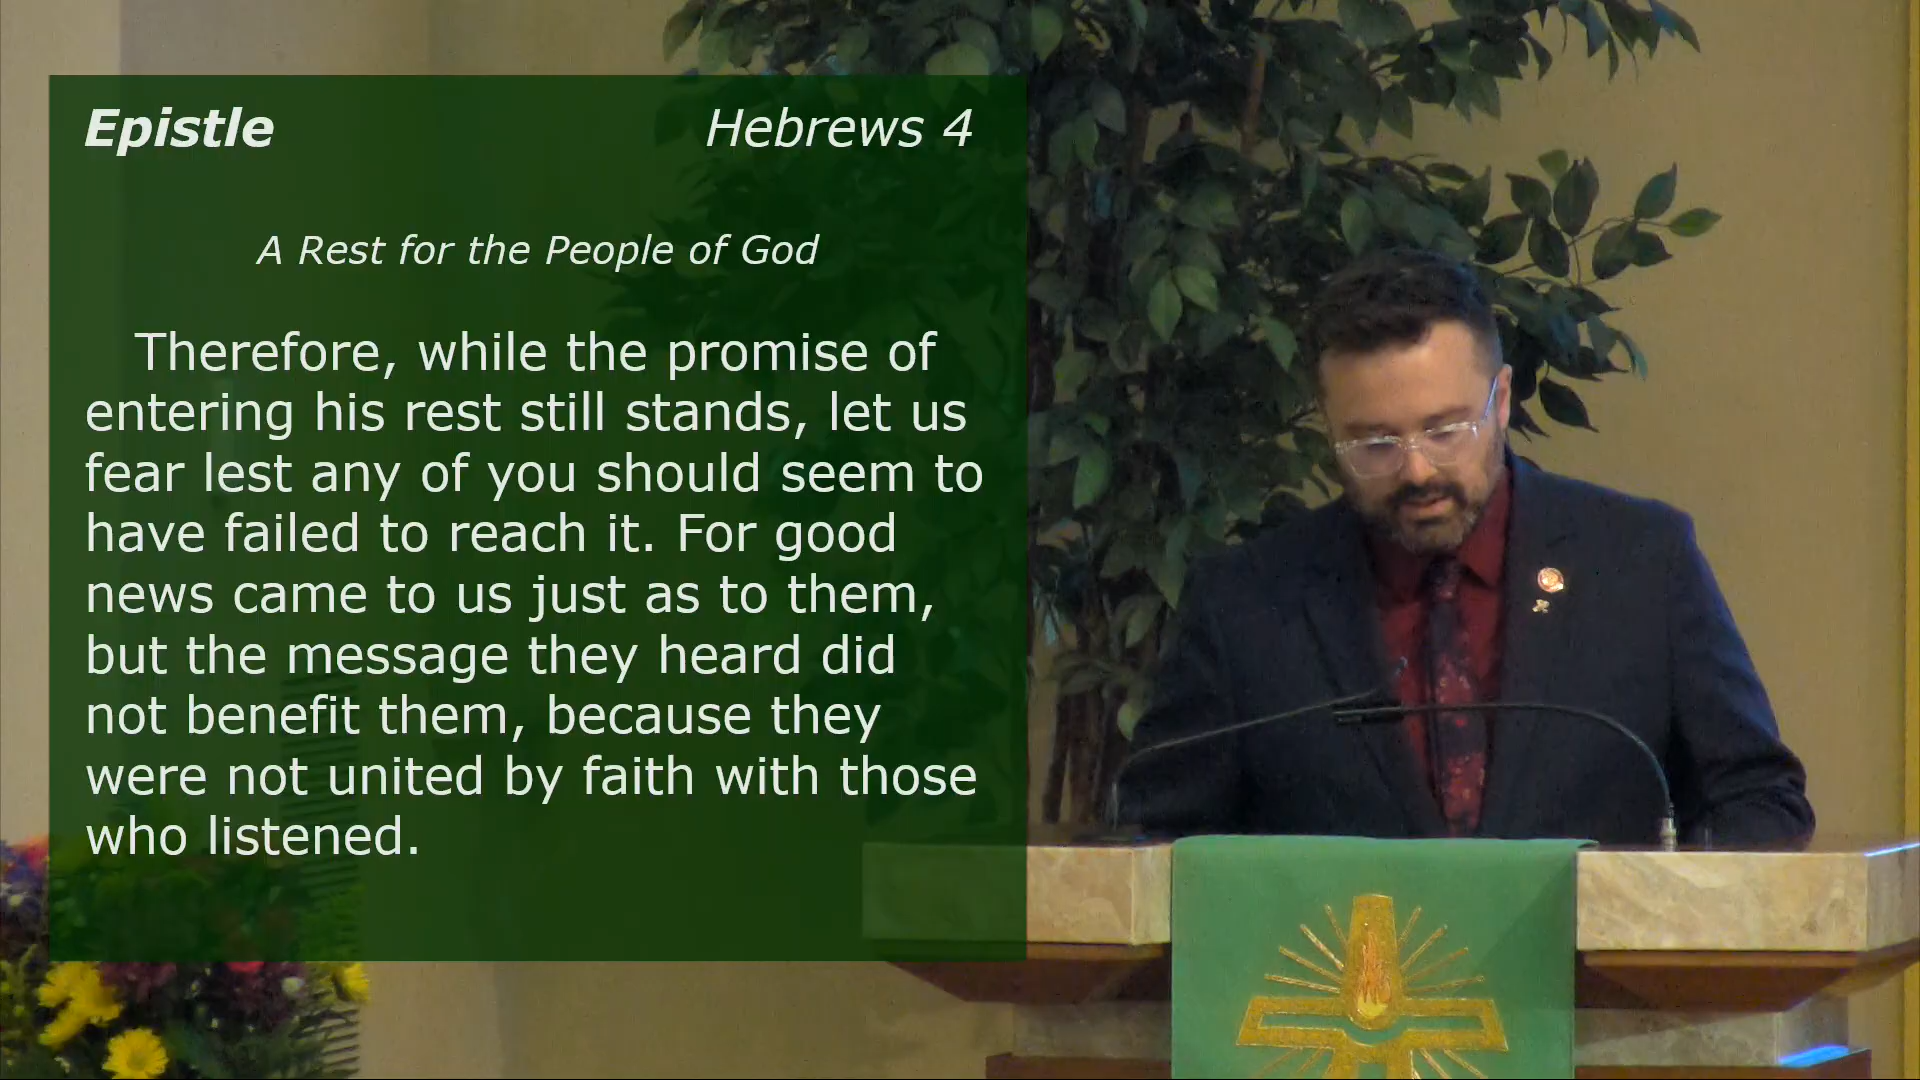 Epistle Hebrews 4
A Rest for the People of God
Therefore, while the promise of
entering his rest still stands, let us
fear lest any of you should seem to
have failed to reach it. For good
news came to us just as to them,
but the message they heard did
not benefit them, because they
were not united by faith with those
who listened.